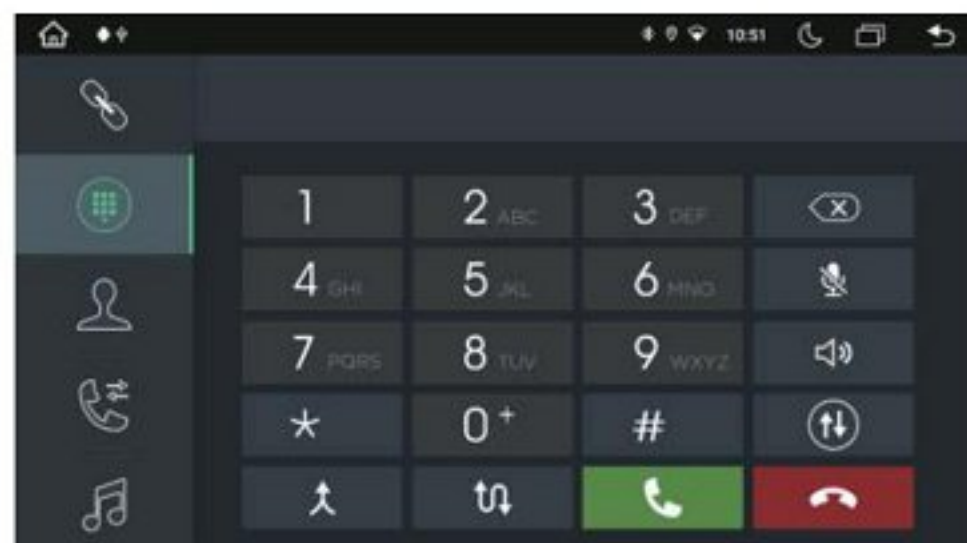 10:51
1 2 ABC 3 DEF
4 GHI 5 JKL 6 MNO
7 PQRS 8 TUV 9 WXYZ
* 0 + #